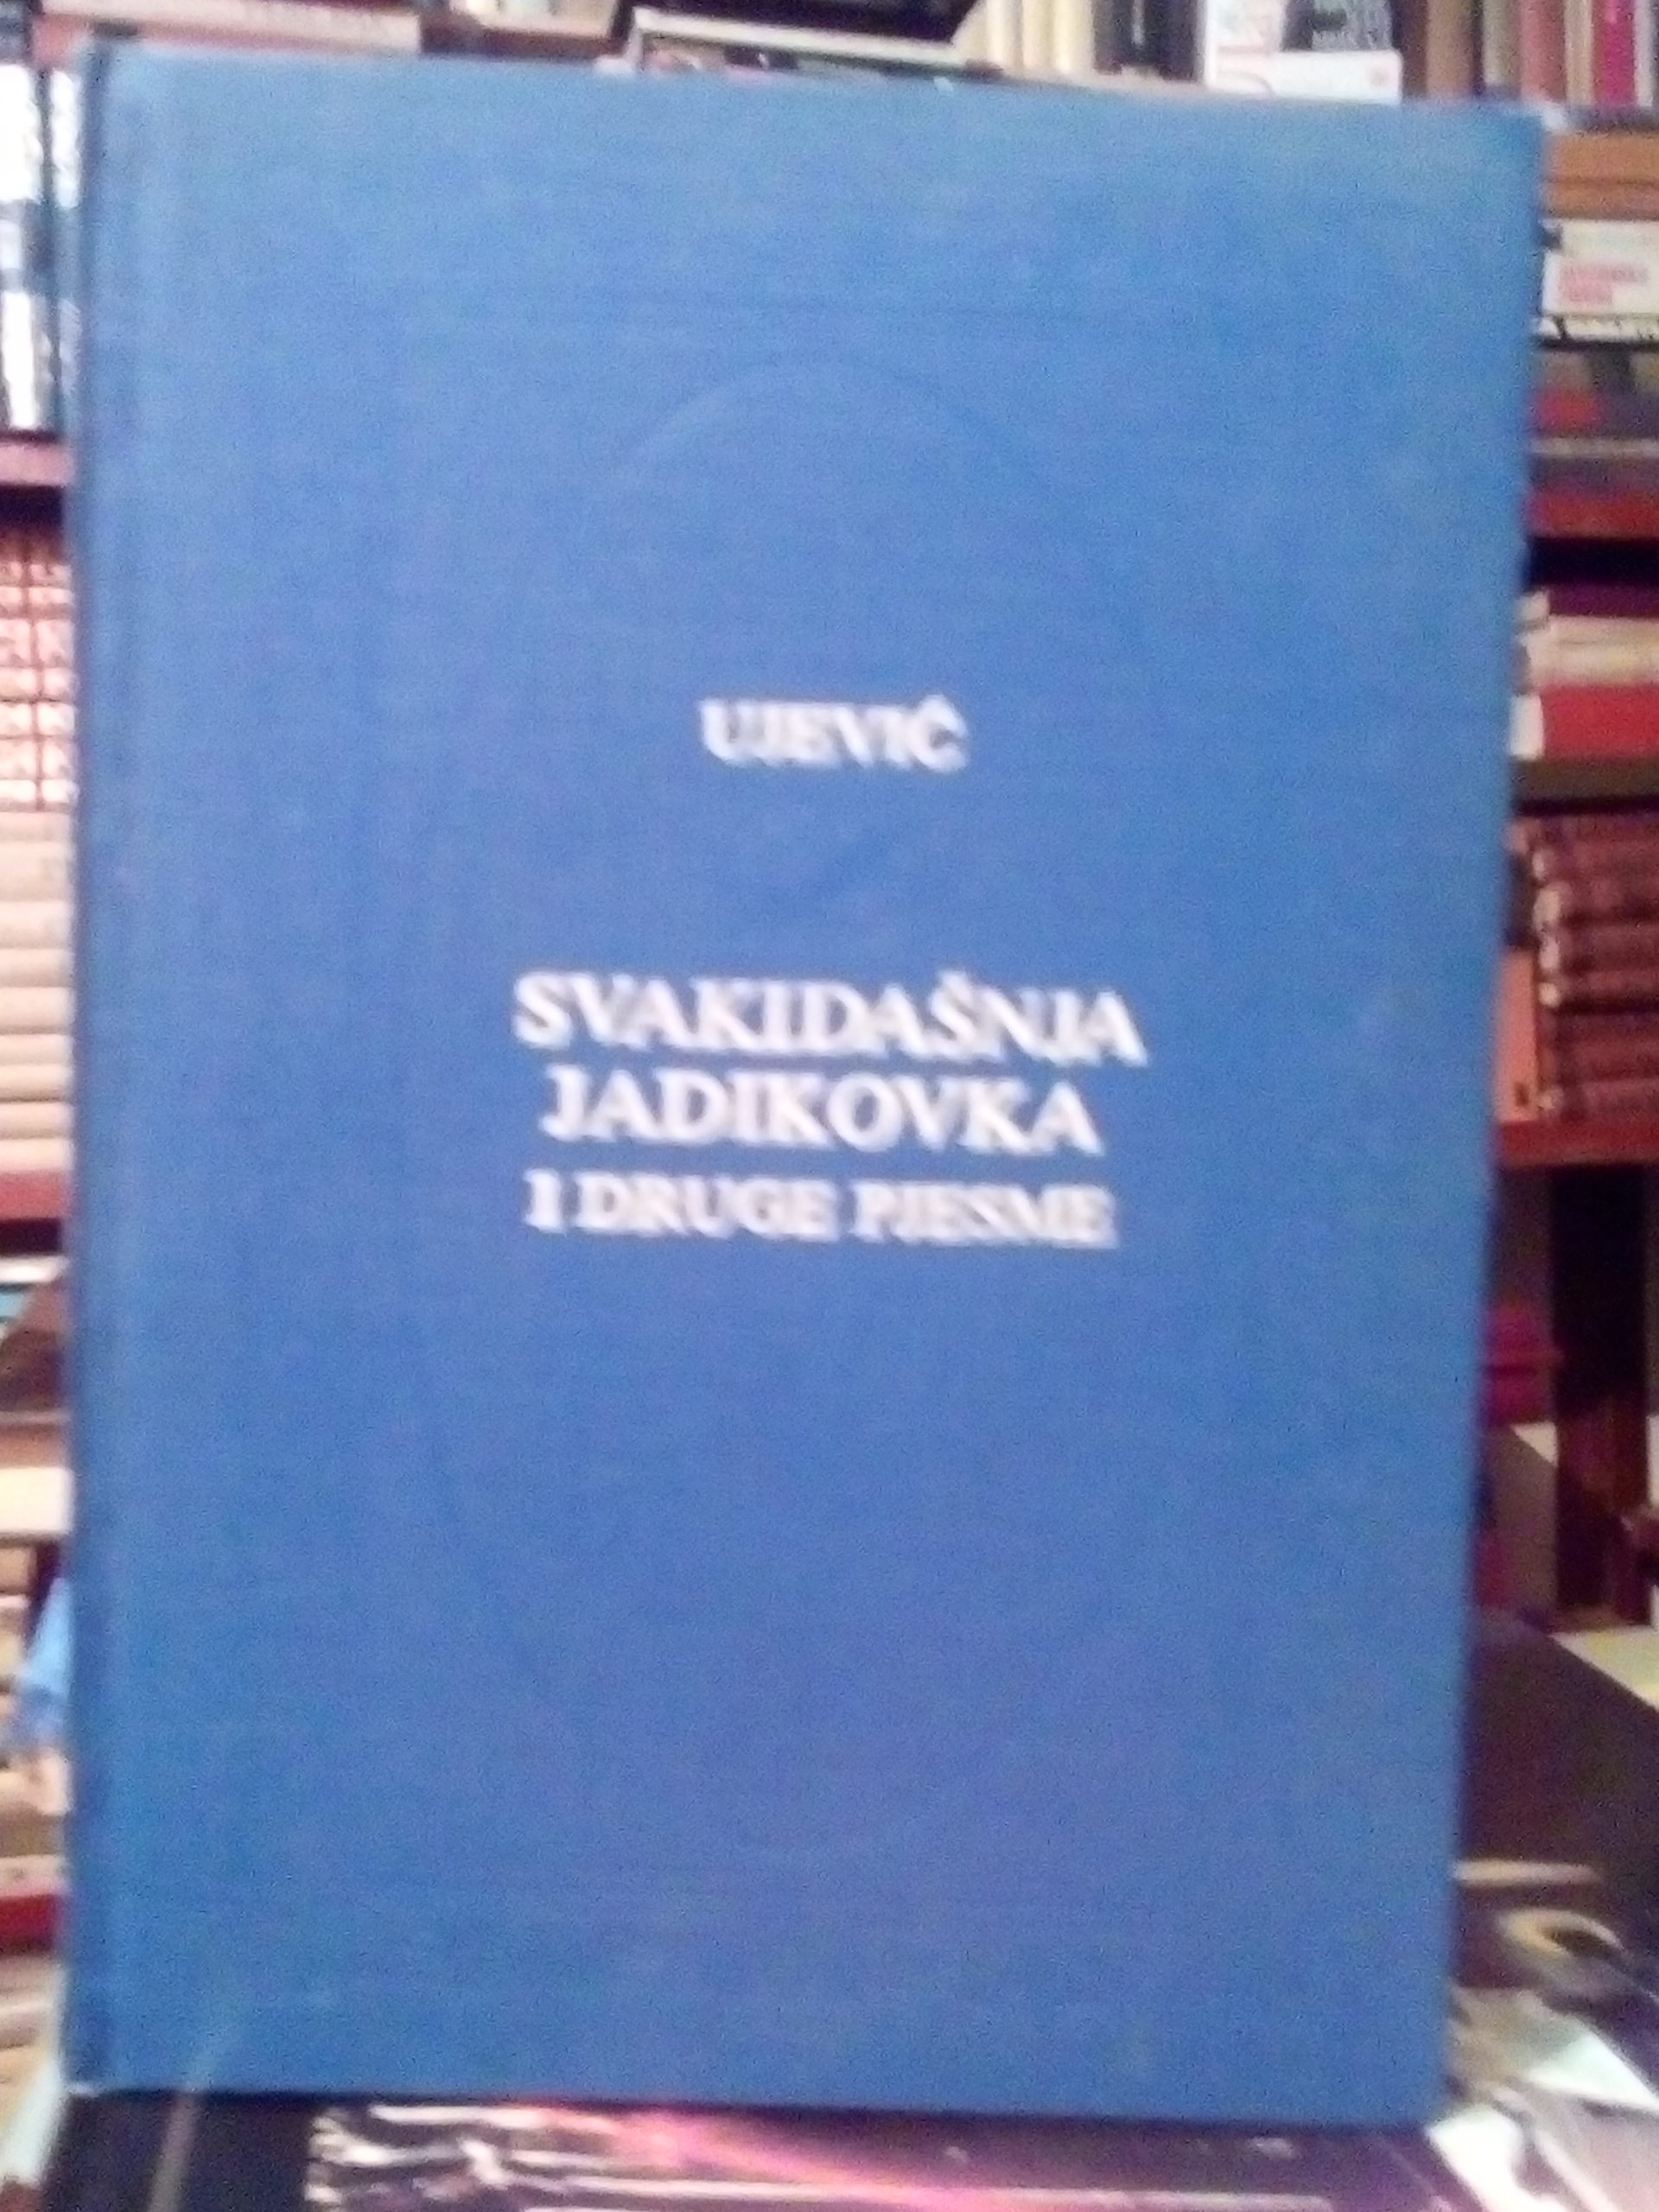 UJEVIĆ
SVAKIDAŠNJA
JADIKOVKA
I DRUGE PJESME